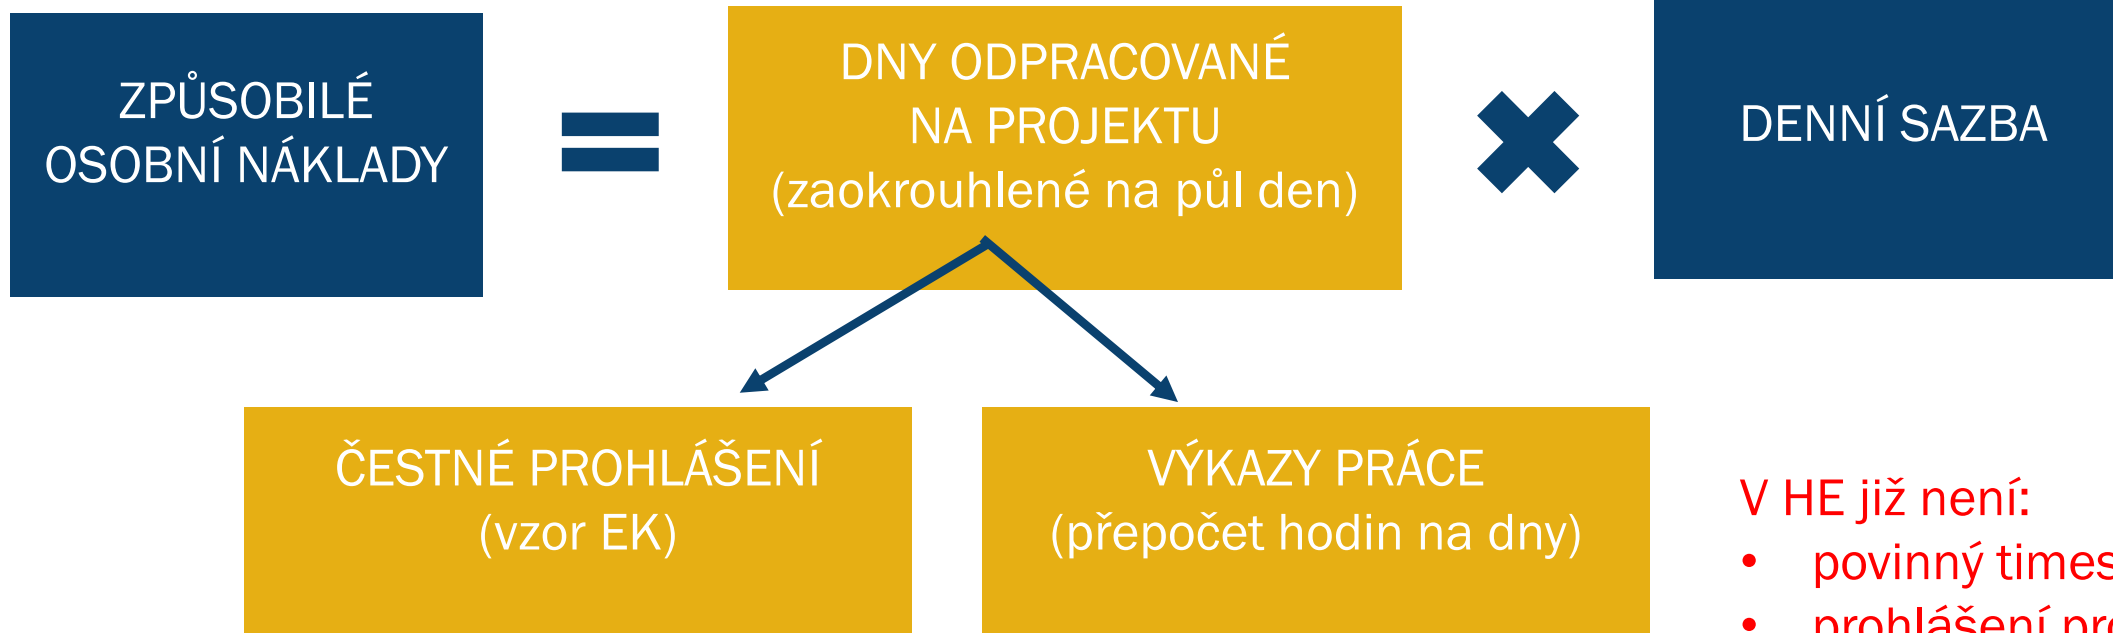 ZPŮSOBILÉ
OSOBNÍ NÁKLADY
DNY ODPRACOVANÉ
NA PROJEKTU
(zaokrouhlené na půl den)
DENNÍ SAZBA
ČESTNÉ PROHLÁŠENÍ
(vzor EK)
VÝKAZY PRÁCE
(přepočet hodin na dny)
V HE již není:
• povinný
• prohlášení